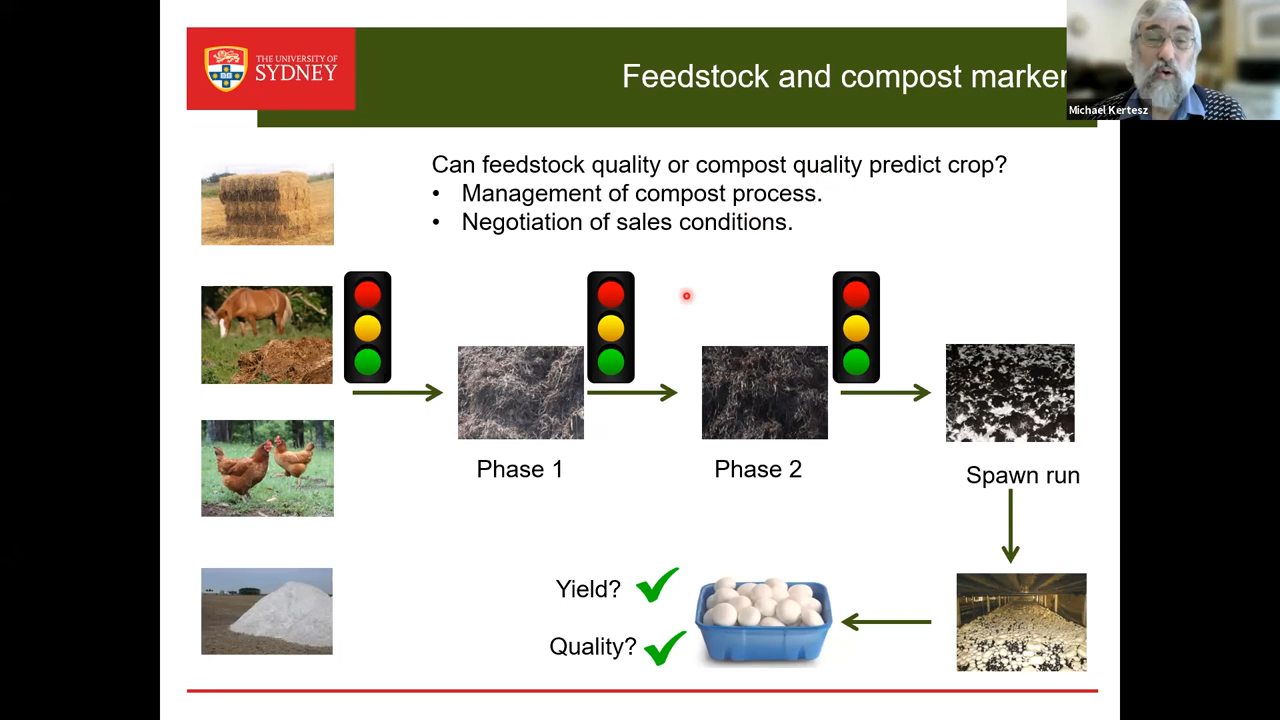 THE UNIVERSITY OF
SYDNEY
Feedstock and compost marker
Michael Kertesz
Can feedstock quality or compost quality predict crop?
• Management of compost process.
• Negotiation of sales conditions.
Phase 1
Phase 2
Spawn run
Yield?
Quality?